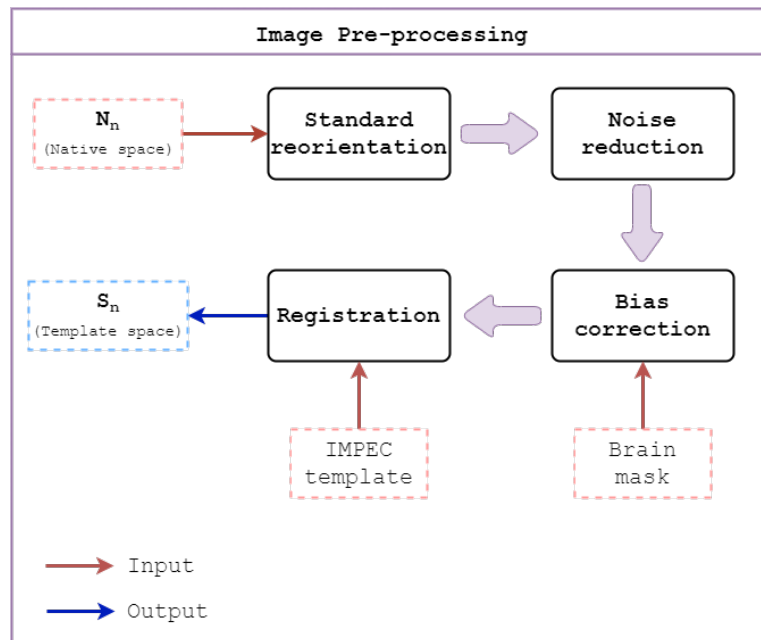 Image Pre-processing
Nn
(Native space)
Standard
reorientation
Noise
reduction
Sn
(Template space)
Registration
Bias
correction
IMPEC
template
Brain
mask
Input
Output